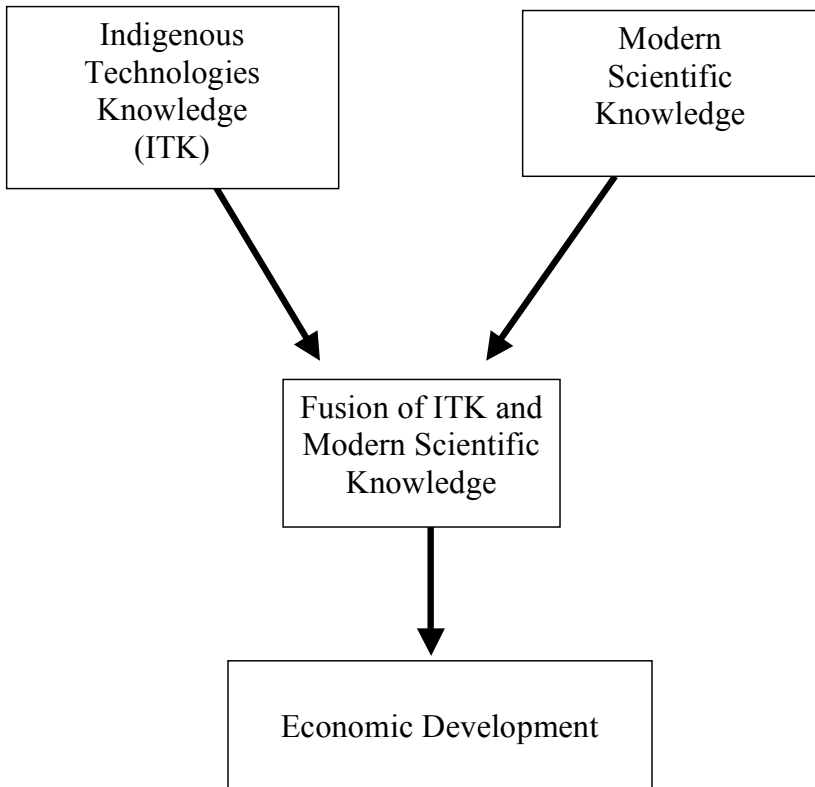 Indigenous
Technologies
Knowledge
(ITK)
Modern
Scientific
Knowledge
Fusion of ITK and
Modern Scientific
Knowledge
Economic Development